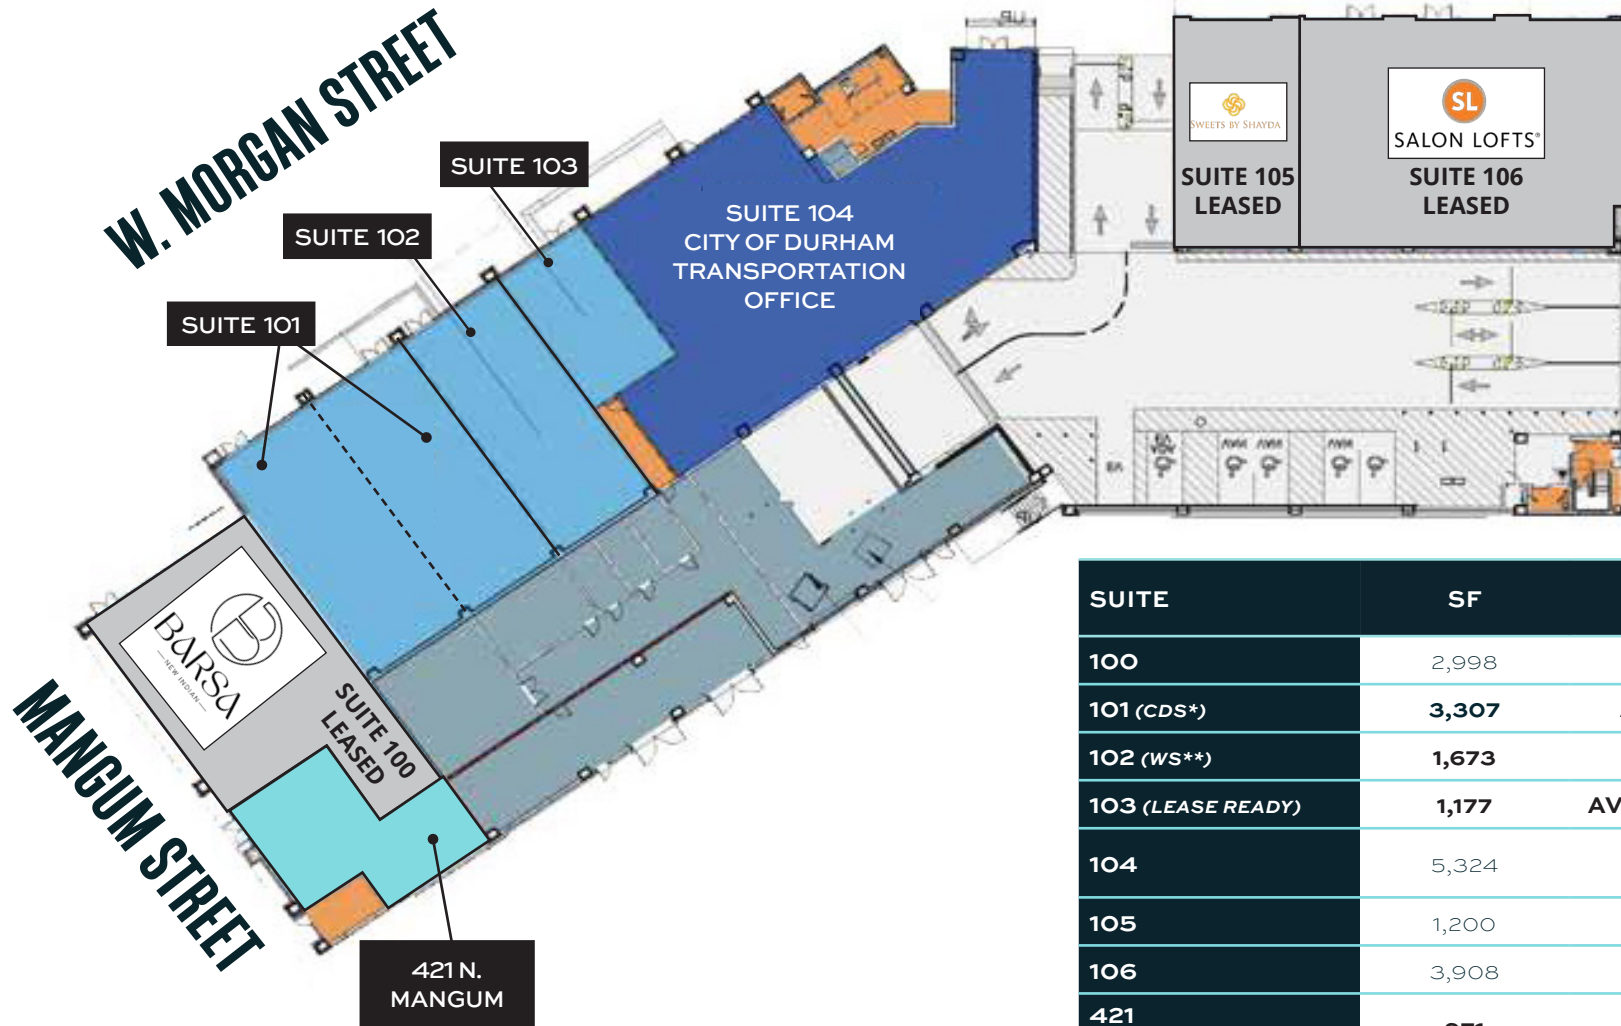 W. MORGAN STREET
SUITE 103
SUITE 102
SUITE 101
SUITE 104
CITY OF DURHAM
TRANSPORTATION
OFFICE
SWEETS BY SHAYDA
SUITE 105
LEASED
SL
SALON LOFTS®
SUITE 106
LEASED
UP
BARSA
NEW INDIAN
SUITE 100
LEASED
MANGUM STREET
421 N.
MANGUM
SUITE SF
100 2,998
101 (CDS*) 3,307
102 (WS**) 1,673
103 (LEASE READY) 1,177 AV
104 5,324
105 1,200
106 3,908
421